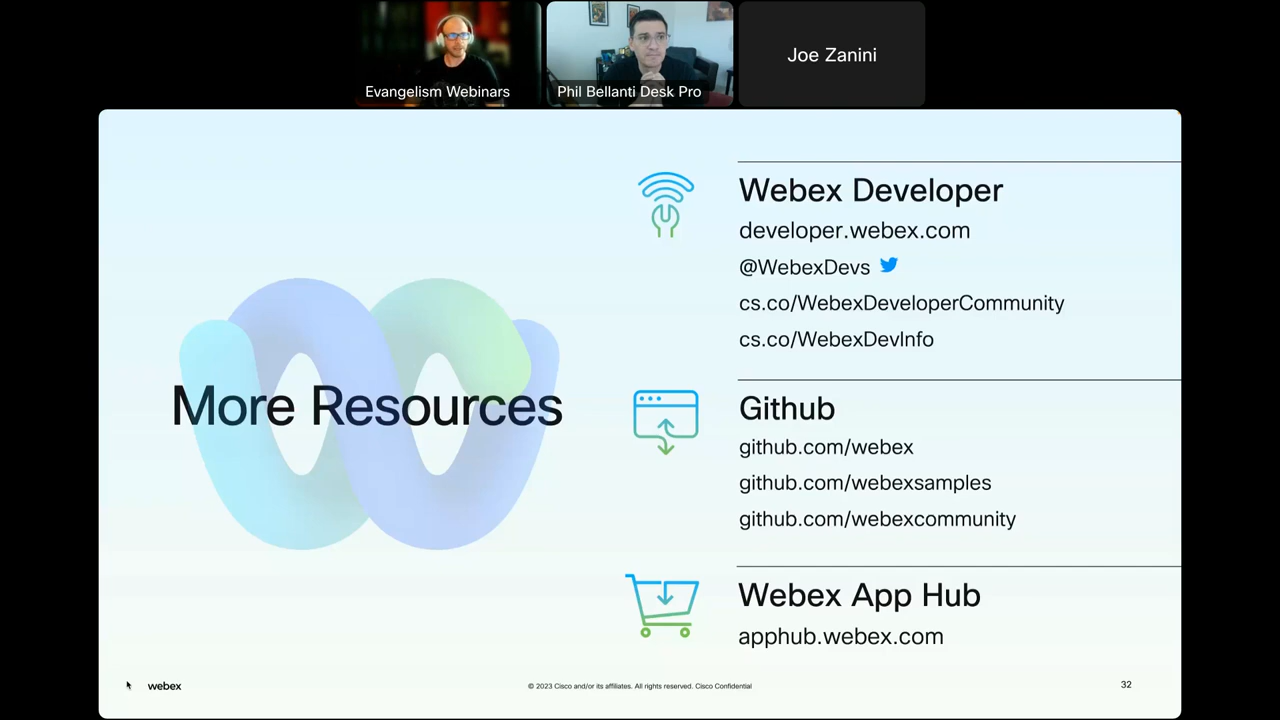 Evangelism Webinars
Phil Bellanti Desk Pro
Joe Zanini
More Resources
Webex Developer
developer.webex.com
@WebexDevs
cs.co/WebexDeveloperCommunity
cs.co/WebexDevInfo
Github
github.com/webex
github.com/webexsamples
github.com/webexcommunity
Webex App Hub
apphub.webex.com
webex
© 2023 Cisco and/or its affiliates. All rights reserved. Cisco Confidential
32